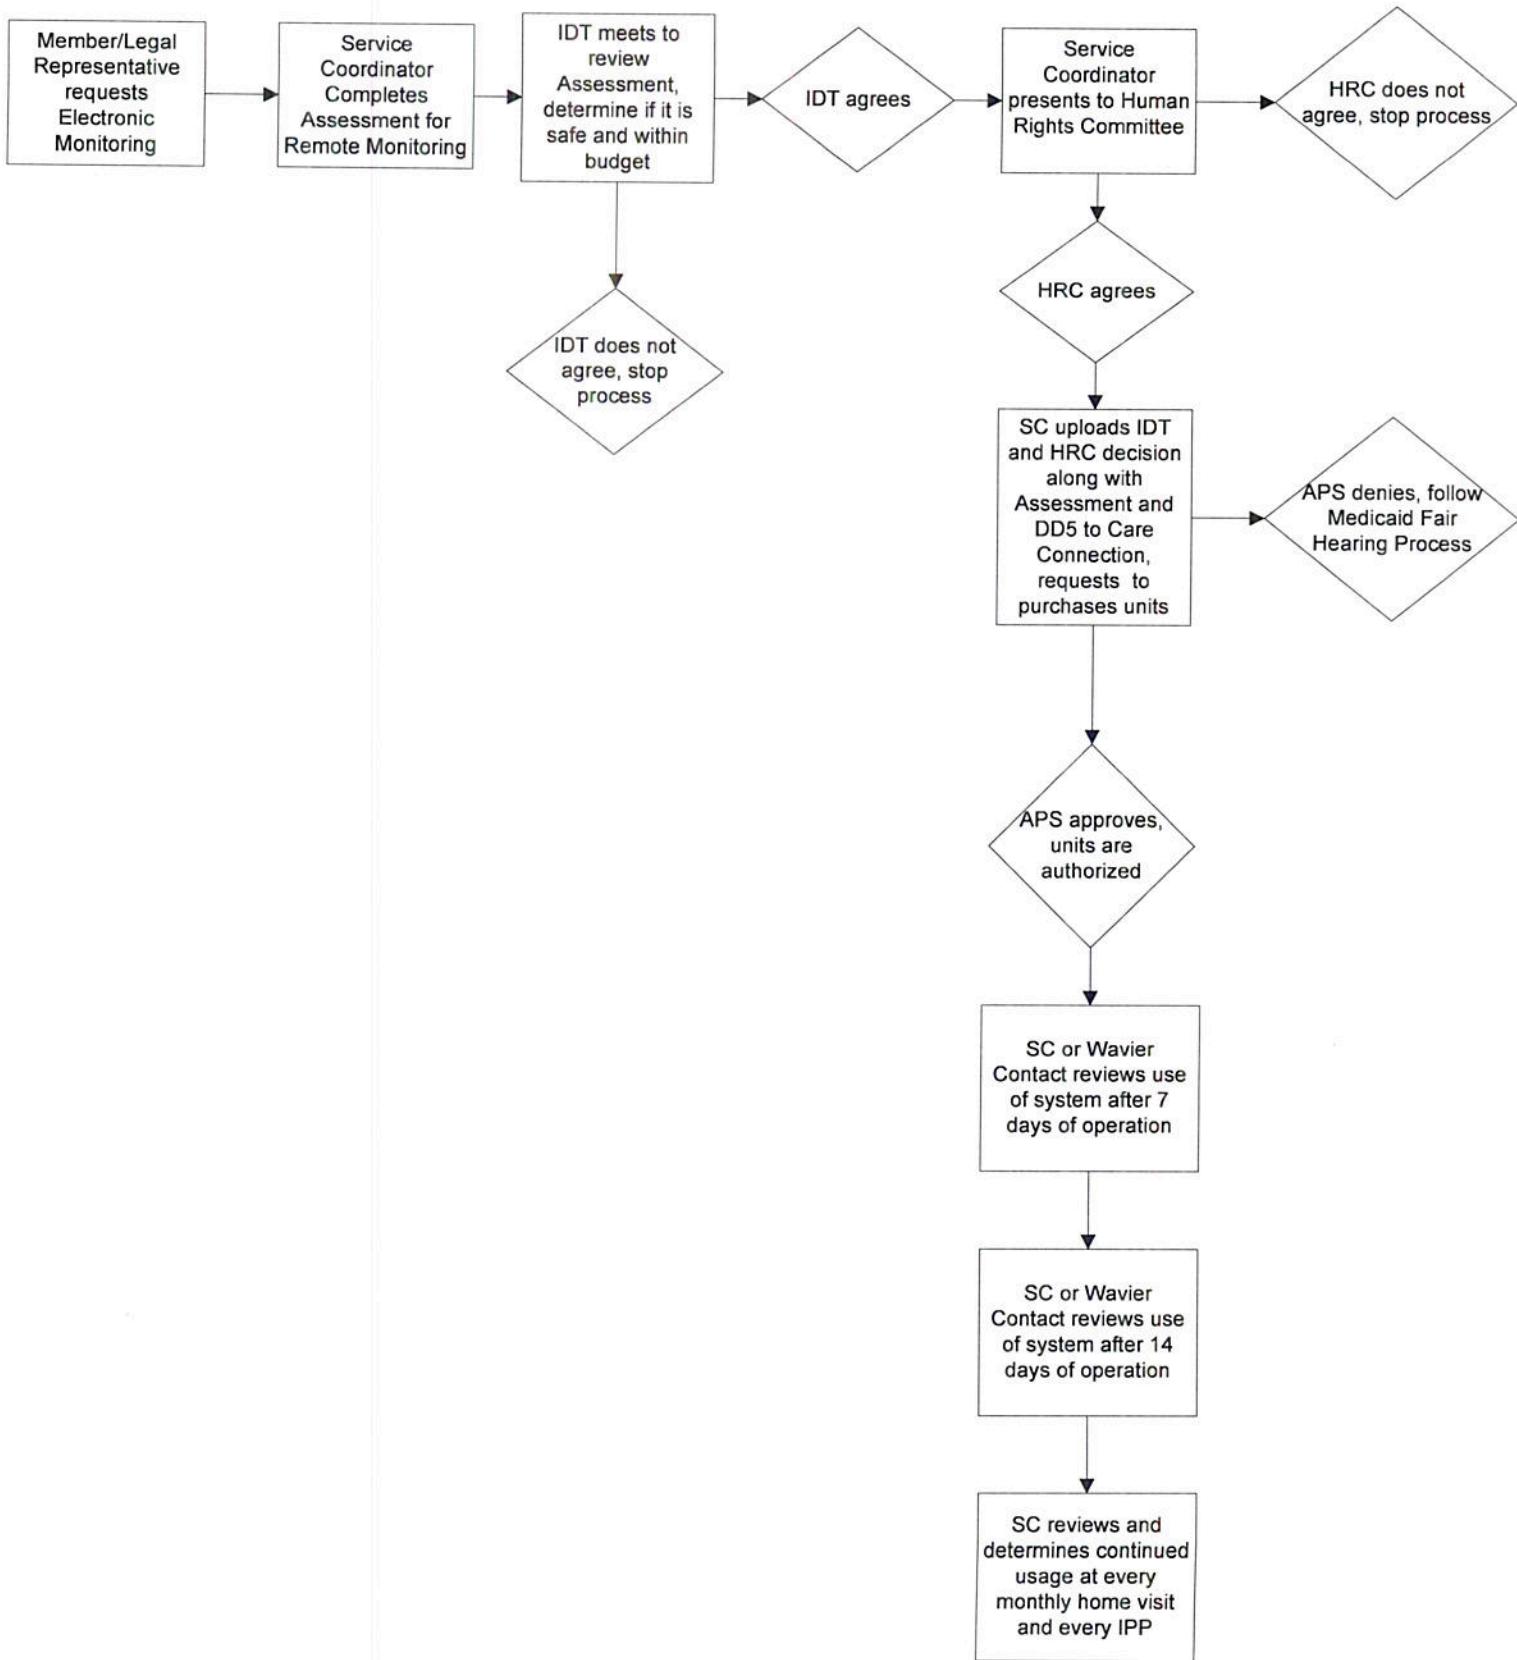 Member/Legal
Representative
requests
Electronic
Monitoring
Service
Coordinator
Completes
Assessment for
Remote Monitoring
IDT meets to
review
Assessment,
determine if it is
safe and within
budget
IDT agrees
Service
Coordinator
presents to Human
Rights Committee
HRC does not
agree, stop process
IDT does not
agree, stop
process
HRC agrees
SC uploads IDT
and HRC decision
along with
Assessment and
DD5 to Care
Connection,
requests to
purchases units
APS denies, follow
Medicaid Fair
Hearing Process
APS approves,
units are
authorized
SC or Wavier
Contact reviews use
of system after 7
days of operation
SC or Wavier
Contact reviews use
of system after 14
days of operation
SC reviews and
determines continued
usage at every
monthly home visit
and every IPP